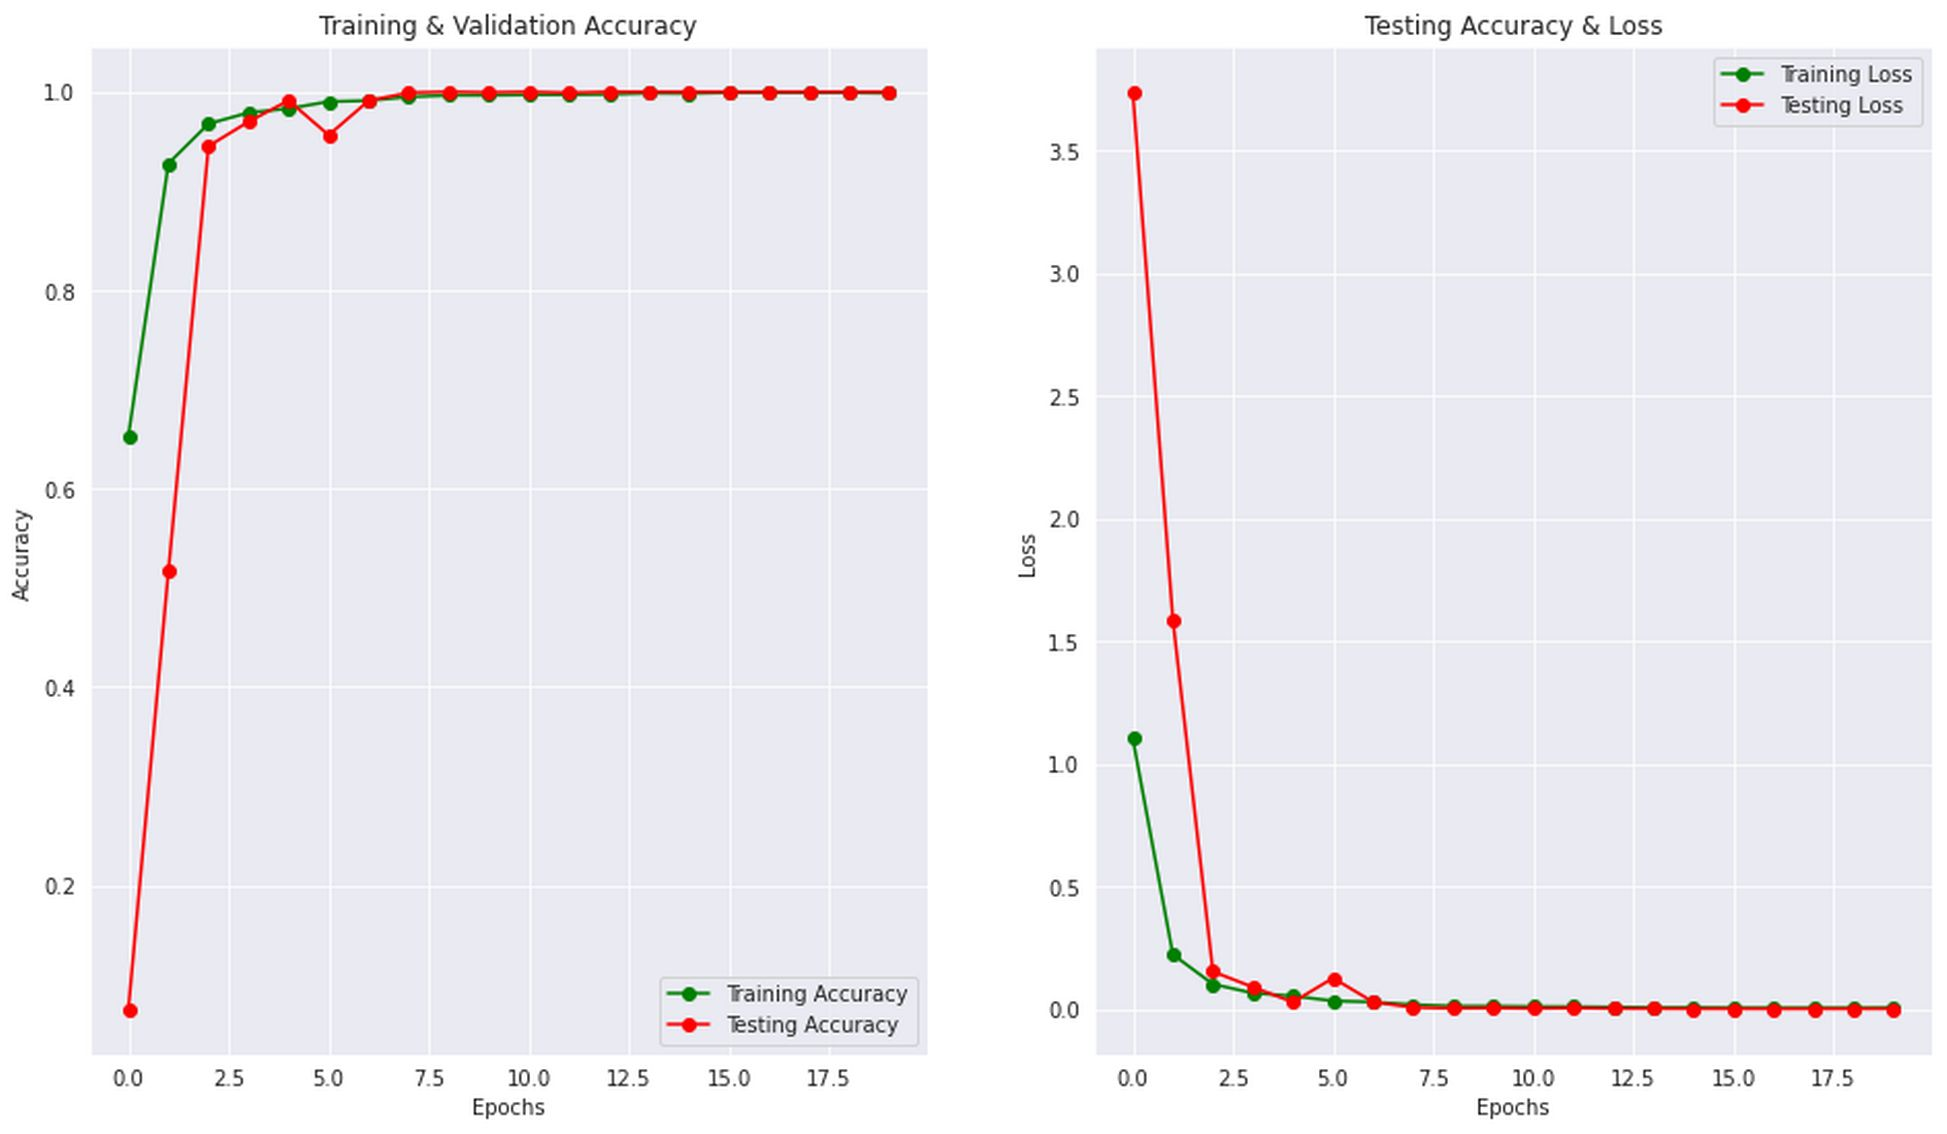 Training & Validation Accuracy
1.0
0.8
0.6
0.4
0.2
Accuracy
Training Accuracy
Testing Accuracy
0.0 2.5 5.0 7.5 10.0 12.5 15.0 17.5
Epochs
Testing Accuracy & Loss
Training Loss
Testing Loss
3.5
3.0
2.5
2.0
1.5
1.0
0.5
0.0
Loss
0.0 2.5 5.0 7.5 10.0 12.5 15.0 17.5
Epochs